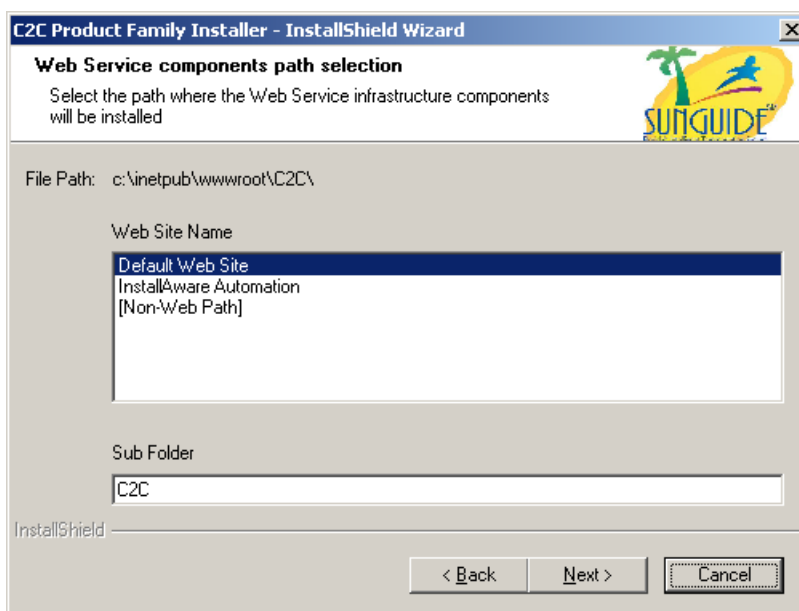 C2C Product Family Installer - InstallShield Wizard
Web Service components path selection
Select the path where the Web Service infrastructure components
will be installed
SUNGUIDE
File Path: c:\inetpub\wwwroot\C2C\
Web Site Name
Default Web Site
InstallAware Automation
[Non-Web Path]
Sub Folder
C2C
InstallShield
< Back
Next >
Cancel